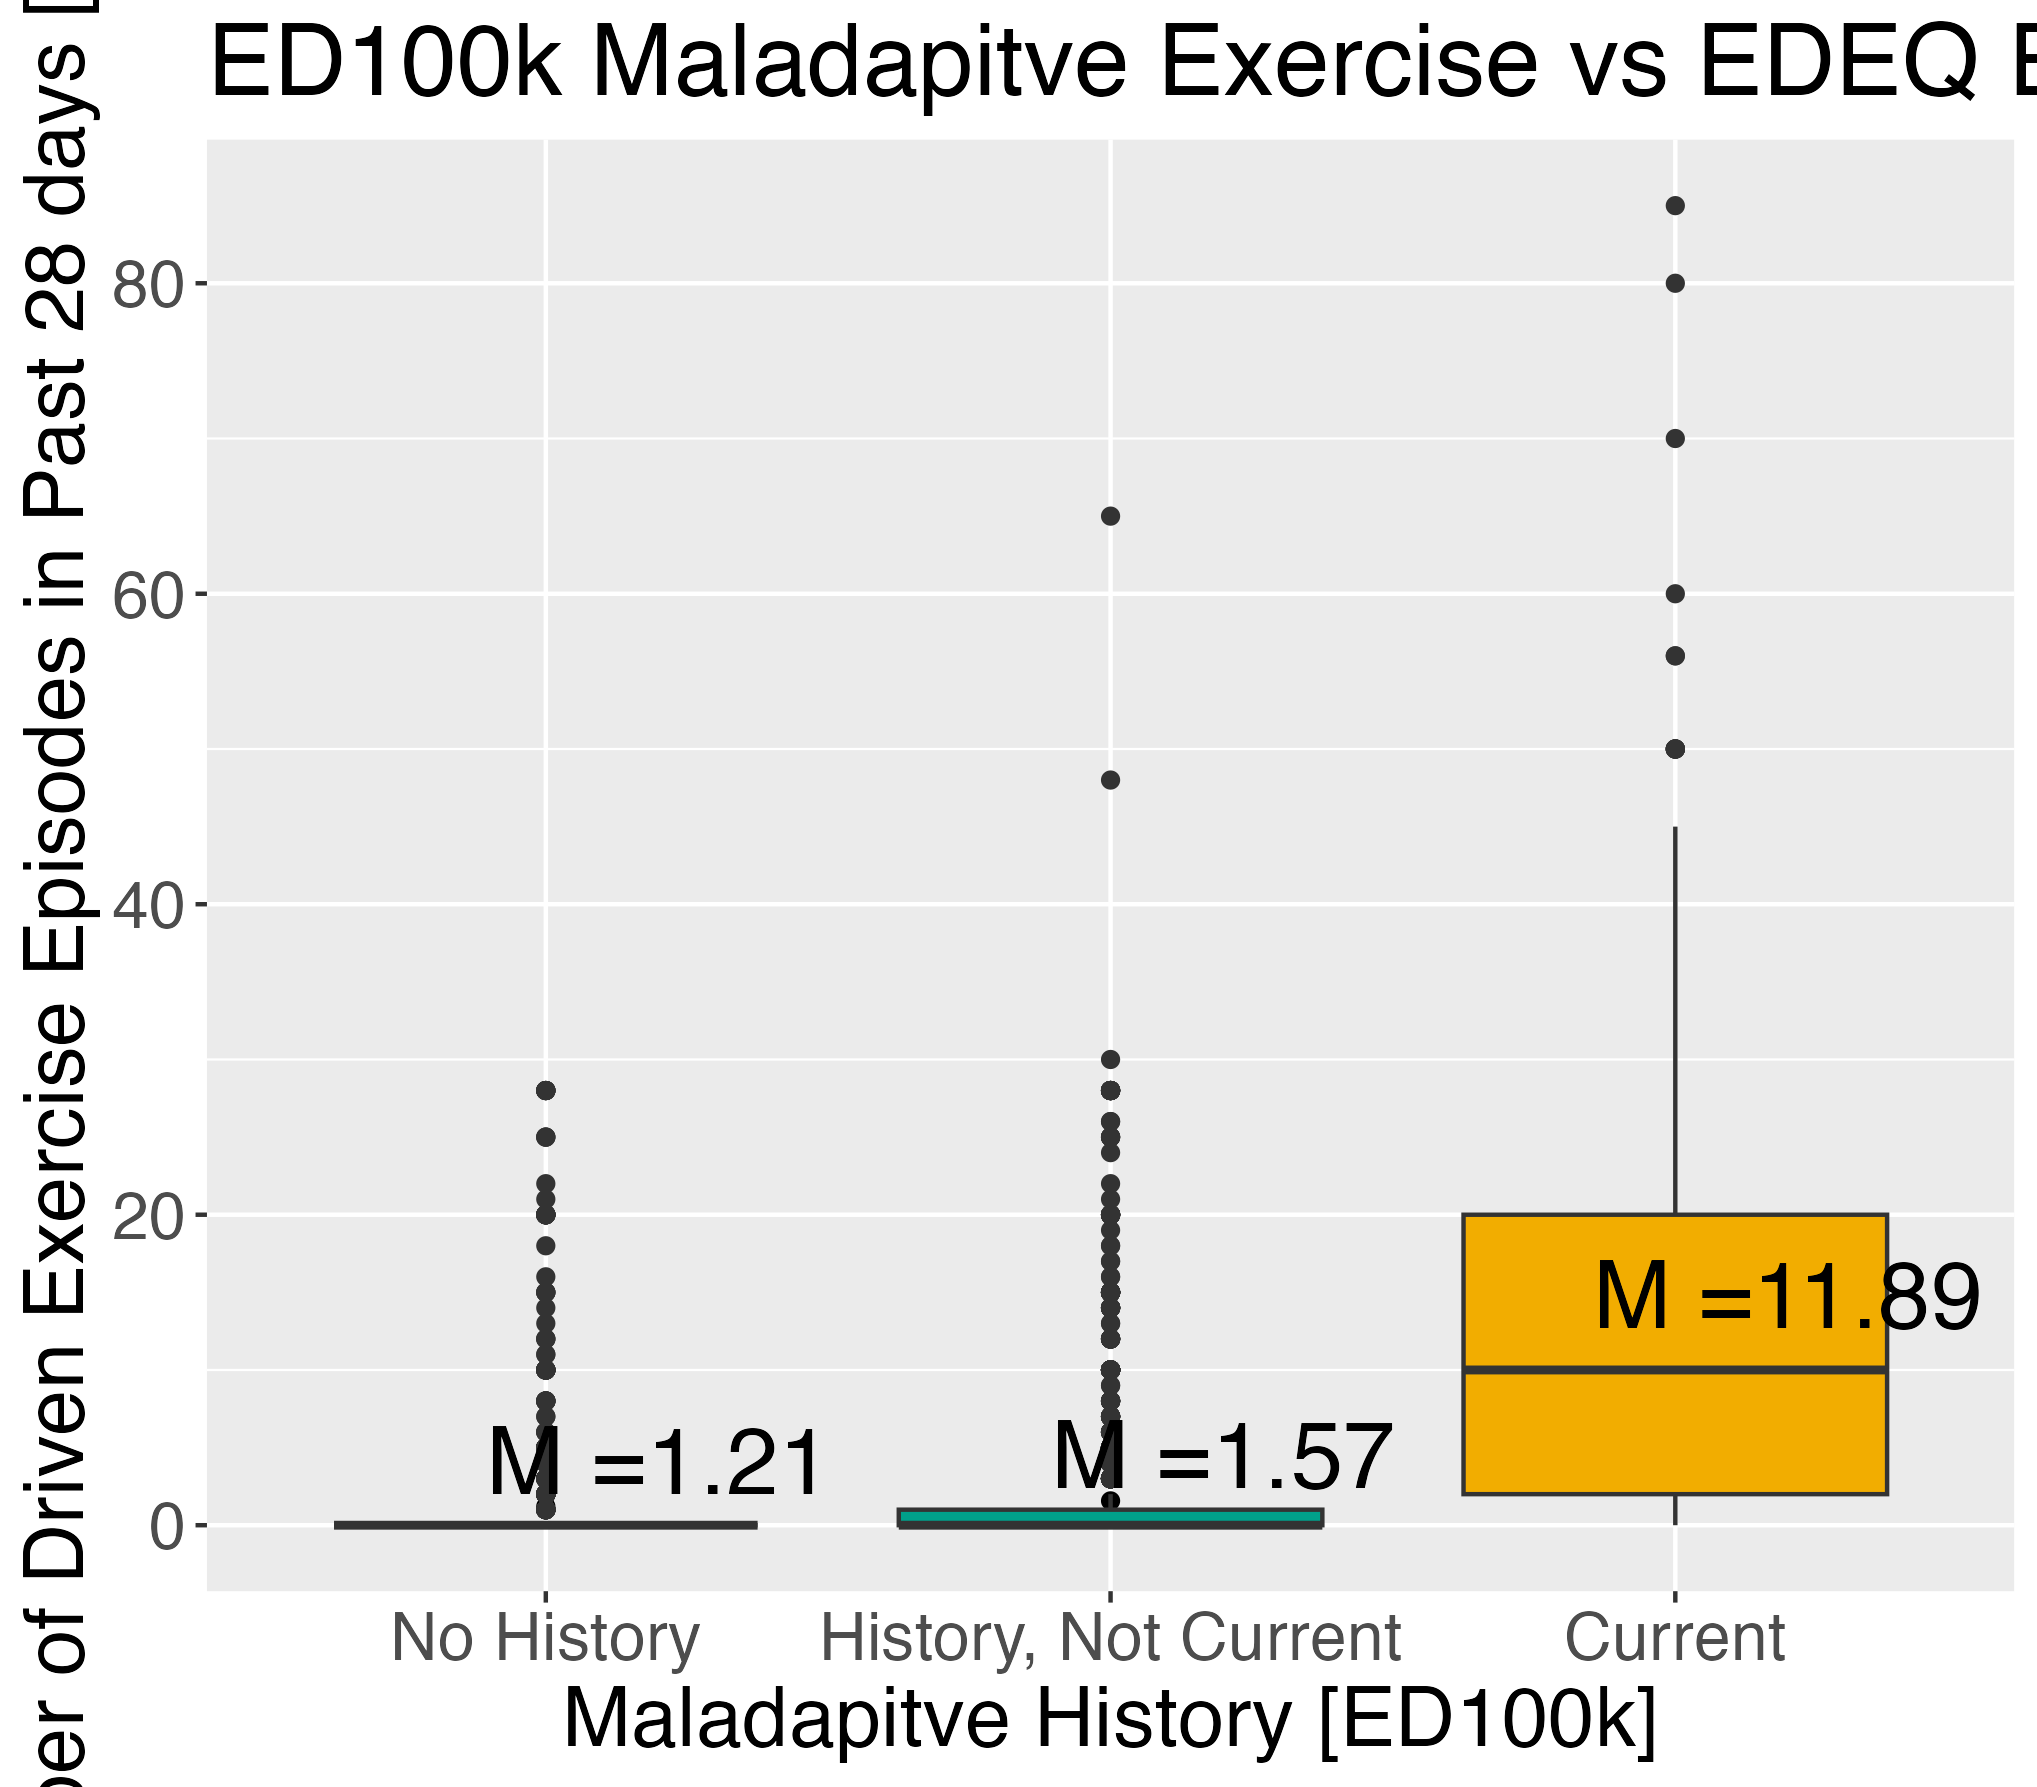 ED100k Maladapitve Exercise vs EDEQ
of Driven Exercise Episodes in Past 28 days [
80
60
40
20
0
M =11.89
M =1.21
M =1.57
No History
History, Not Current
Current
Maladapitve History [ED100k]